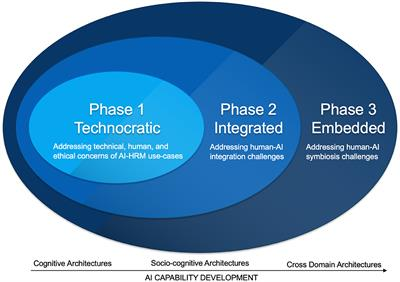 Phase 1
Technocratic
Addressing technical, human, and
ethical concerns of AI-HRM use-cases
Phase 2
Integrated
Addressing human-AI
integration challenges
Phase 3
Embedded
Addressing human-AI
symbiosis challenges
Cognitive Architectures
Socio-cognitive Architectures
Cross Domain Architectures
AI CAPABILITY DEVELOPMENT